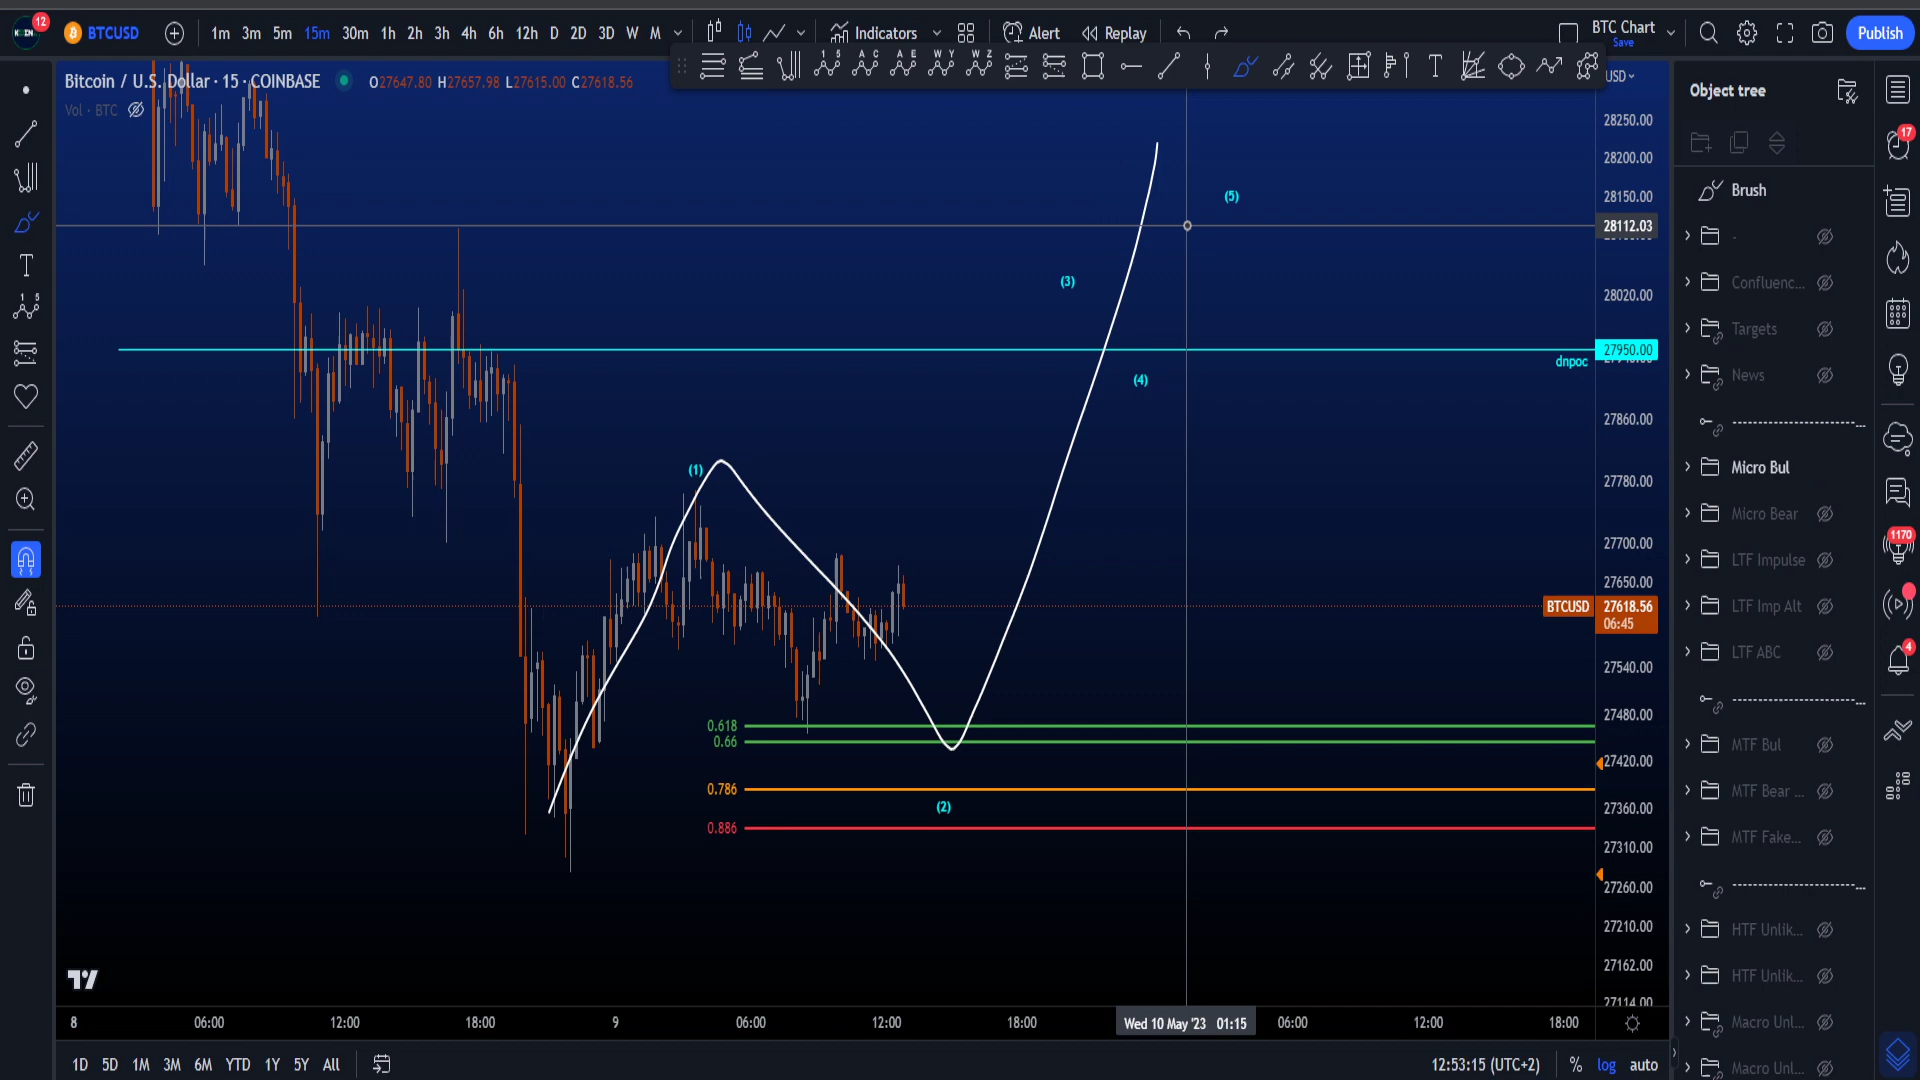 12
BTCUSD
1m 3m 5m 15m 30m 1h 2h 3h 4h 6h 12h D 2D 3D W M
Indicators
Alert
Replay
BTC Chart
Save
Publish
Bitcoin / U.S. Dollar · 15 · COINBASE
O27647.80 H27657.98 L27615.00 C27618.56
Vol · BTC
USD
Object tree
28250.00
28200.00
28150.00
28112.03
28020.00
27950.00
dnpoc
27860.00
27780.00
27700.00
27650.00
BTCUSD 27618.56
06:45
27540.00
27480.00
27420.00
27360.00
27310.00
27260.00
27210.00
27162.00
27114.00
(1)
(2)
(3)
(4)
(5)
0.618
0.66
0.786
0.886
Brush
-
Confluenc...
Targets
News
Micro Bul
Micro Bear
LTF Impulse
LTF Imp Alt
LTF ABC
MTF Bul
MTF Bear ...
MTF Fake...
HTF Unlik...
HTF Unlik...
Macro Unl...
Macro Unl...
17
1170
4
8 06:00 12:00 18:00 9 06:00 12:00 18:00 Wed 10 May '23 01:15 06:00 12:00 18:00
1D 5D 1M 3M 6M YTD 1Y 5Y All
12:53:15 (UTC+2) % log auto